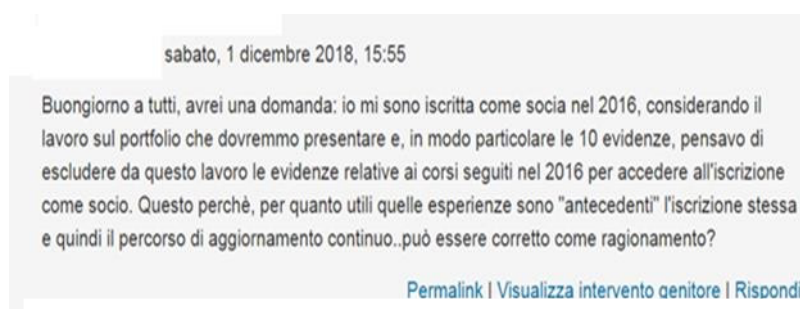 sabato, 1 dicembre 2018, 15:55
Buongiorno a tutti, avrei una domanda: io mi sono iscritta come socia nel 2016, considerando il
lavoro sul portfolio che dovremmo presentare e, in modo particolare le 10 evidenze, pensavo di
escludere da questo lavoro le evidenze relative ai corsi seguiti nel 2016 per accedere all'iscrizione
come socio. Questo perchè, per quanto utili quelle esperienze sono "antecedenti" l'iscrizione stessa
e quindi il percorso di aggiornamento continuo..può essere corretto come ragionamento?
Permalink | Visualizza intervento genitore | Rispondi